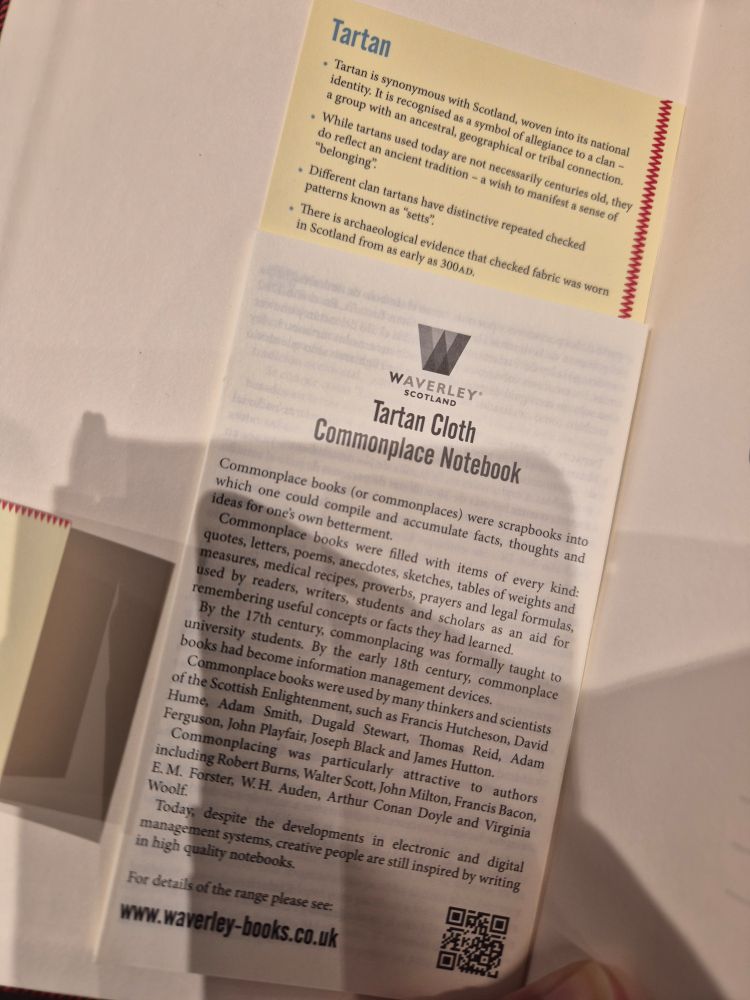 Tartan
• Tartan is synonymous with Scotland, woven into its national
identity. It is recognised as a symbol of allegiance to a clan –
a group with an ancestral, geographical or tribal connection.
• While tartans used today are not necessarily centuries old, they
do reflect an ancient tradition – a wish to manifest a sense of
“belonging”.
• Different clan tartans have distinctive repeated checked
patterns known as “setts”.
• There is archaeological evidence that checked fabric was worn
in Scotland from as early as 300AD.
WAVERLEY®
SCOTLAND
Tartan Cloth
Commonplace Notebook
Commonplace books (or commonplaces) were scrapbooks into
which one could compile and accumulate facts, thoughts and
ideas for one’s own betterment.
Commonplace books were filled with items of every kind:
quotes, letters, poems, anecdotes, sketches, tables of weights and
measures, medical recipes, proverbs, prayers and legal formulas,
used by readers, writers, students and scholars as an aid for
remembering useful concepts or facts they had learned.
By the 17th century, commonplacing was formally taught to
university students. By the early 18th century, commonplace
books had become information management devices.
Commonplace books were used by many thinkers and scientists
of the Scottish Enlightenment, such as Francis Hutcheson, David
Hume, Adam Smith, Dugald Stewart, Thomas Reid, Adam
Ferguson, John Playfair, Joseph Black and James Hutton.
Commonplacing was particularly attractive to authors
including Robert Burns, Walter Scott, John Milton, Francis Bacon,
E. M. Forster, W. H. Auden, Arthur Conan Doyle and Virginia
Woolf.
Today, despite the developments in electronic and digital
management systems, creative people are still inspired by writing
in high quality notebooks.
For details of the range please see:
www.waverley-books.co.uk